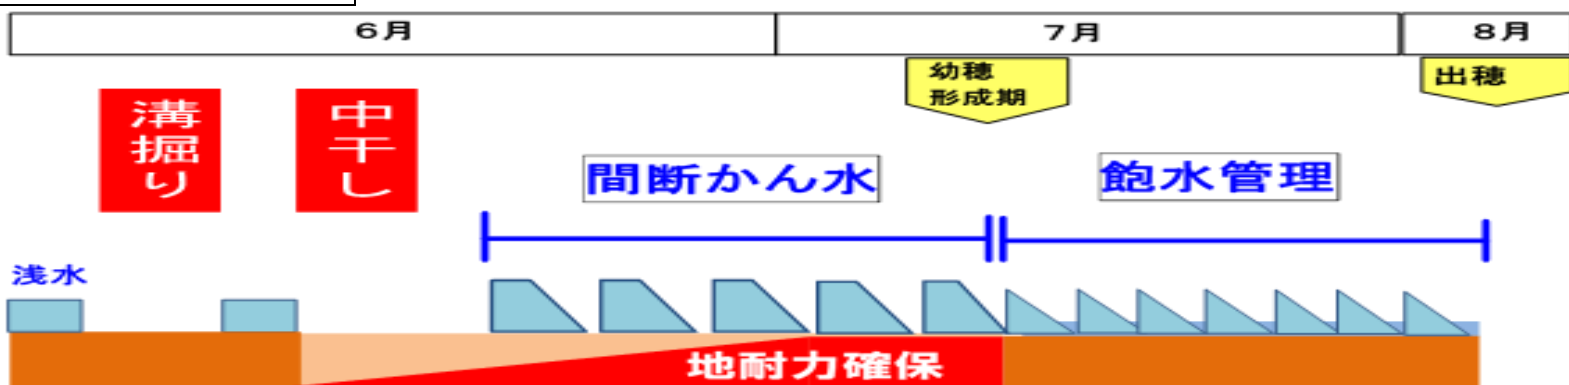 6月
7月
8月
幼穂
形成期
出穂
溝掘り
中干し
間断かん水
飽水管理
浅水
地耐力確保